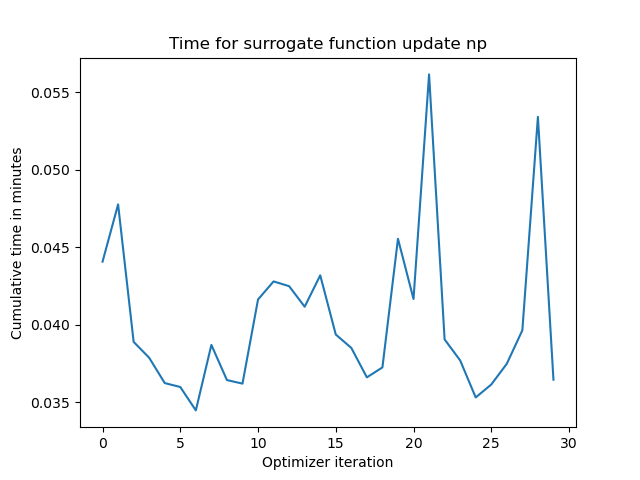 Time for surrogate function update np
Cumulative time in minutes
0.055
0.050
0.045
0.040
0.035
0 5 10 15 20 25 30
Optimizer iteration